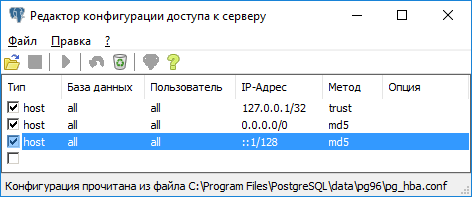 Редактор конфигурации доступа к серверу
Файл Правка ?
Тип База данных Пользователь IP-Адрес Метод Опция
host all all 127.0.0.1/32 trust
host all all 0.0.0.0/0 md5
host all all ::1/128 md5
Конфигурация прочитана из файла C:\Program Files\PostgreSQL\data\pg96\pg_hba.conf